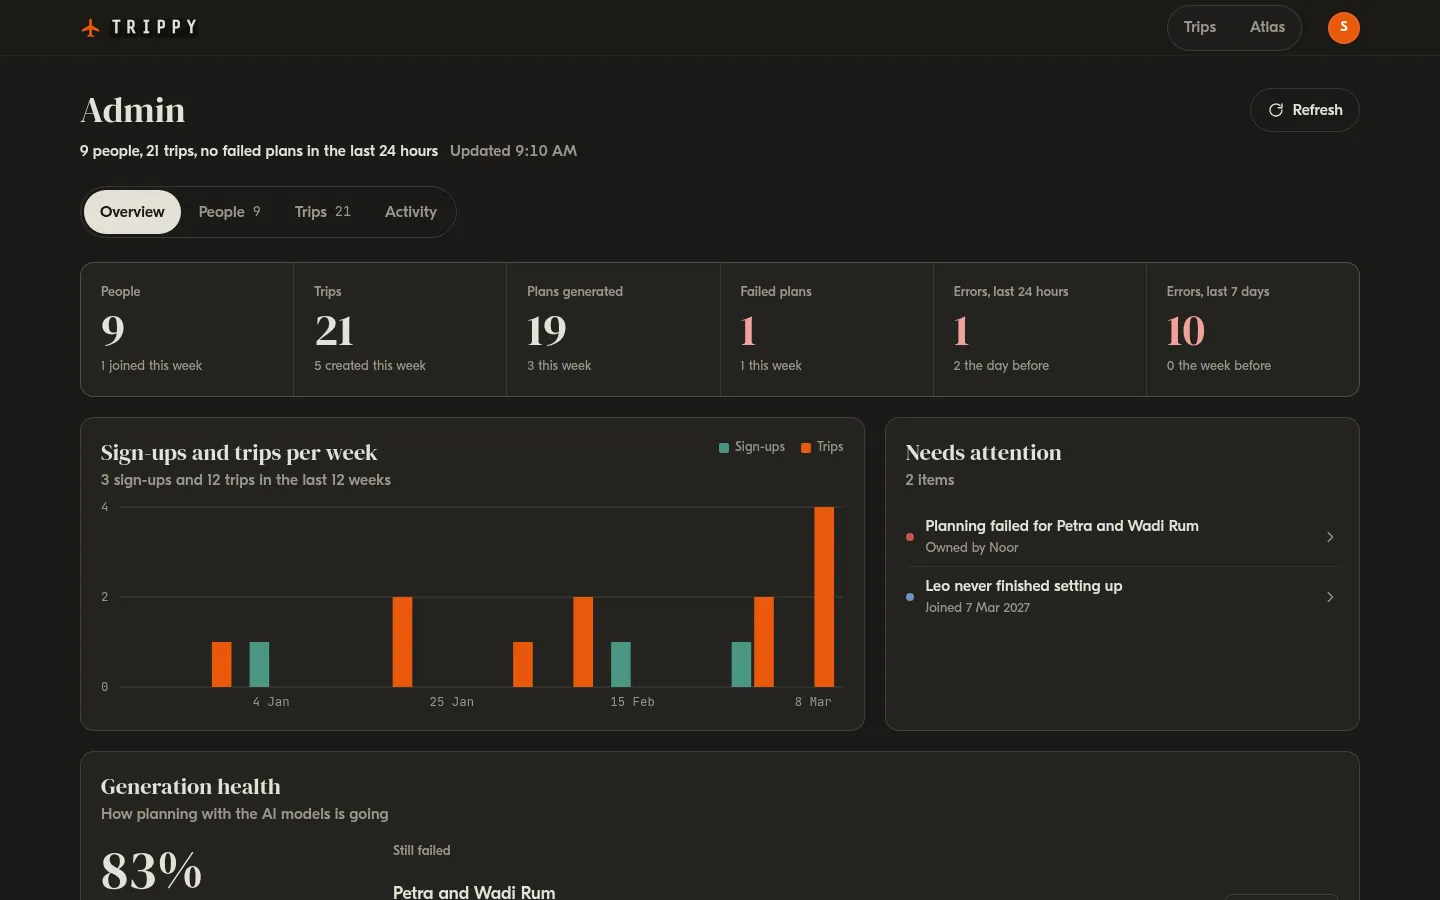 TRIPPY
Trips Atlas S
Admin
Refresh
9 people, 21 trips, no failed plans in the last 24 hours Updated 9:10 AM
Overview People 9 Trips 21 Activity
People
9
1 joined this week
Trips
21
5 created this week
Plans generated
19
3 this week
Failed plans
1
1 this week
Errors, last 24 hours
1
2 the day before
Errors, last 7 days
10
0 the week before
Sign-ups and trips per week
Sign-ups Trips
3 sign-ups and 12 trips in the last 12 weeks
4
2
0
4 Jan 25 Jan 15 Feb 8 Mar
Needs attention
2 items
Planning failed for Petra and Wadi Rum
Owned by Noor
Leo never finished setting up
Joined 7 Mar 2027
Generation health
How planning with the AI models is going
83%
Still failed
Petra and Wadi Rum